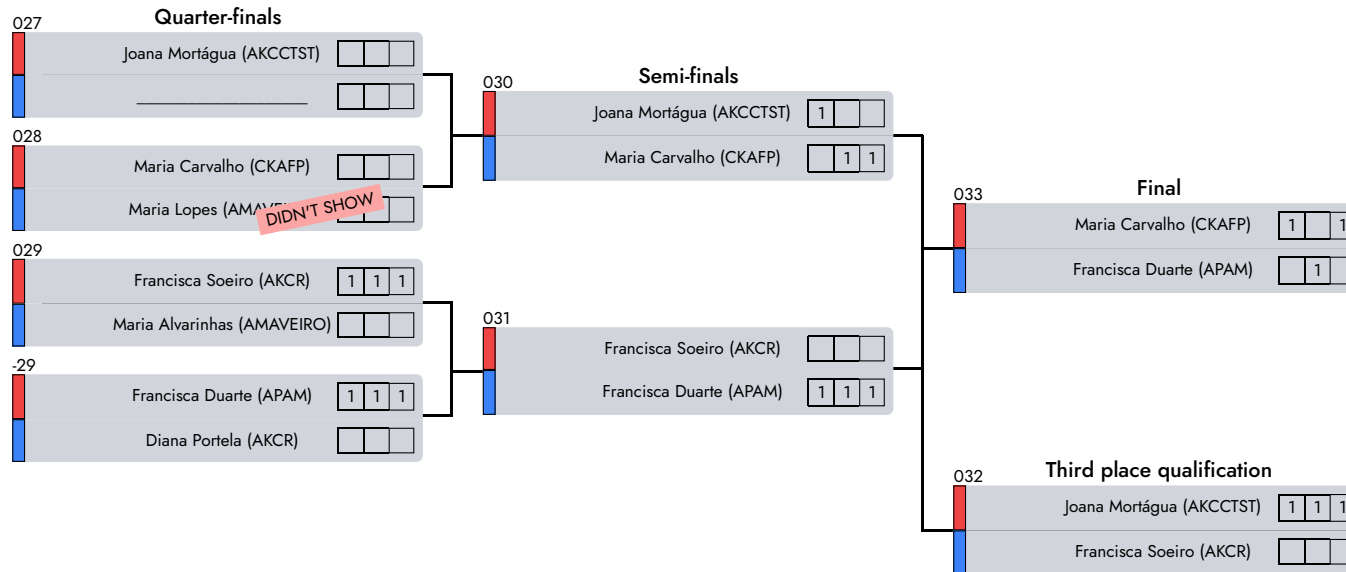 Quarter-finals
027
Joana Mortágua (AKCCTST)
____________________
028
Maria Carvalho (CKAFP)
Maria Lopes
DIDN'T SHOW
029
Francisca Soeiro (AKCR) 1 1 1
Maria Alvarinhas (AMAVEIRO)
-29
Francisca Duarte (APAM) 1 1 1
Diana Portela (AKCR)
Semi-finals
030
Joana Mortágua (AKCCTST) 1
Maria Carvalho (CKAFP) 1 1
031
Francisca Soeiro (AKCR)
Francisca Duarte (APAM) 1 1 1
Final
033
Maria Carvalho (CKAFP) 1 1
Francisca Duarte (APAM) 1
Third place qualification
032
Joana Mortágua (AKCCTST) 1 1 1
Francisca Soeiro (AKCR)